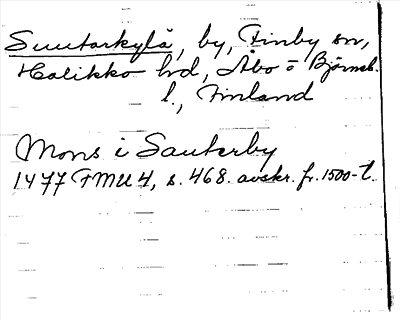 Suutarkylä, by, Finby sn,
Halikko hd, Åbo o Björneb.
l., Finland
Mons i Sauterby
1477 FMU 4, s. 468. avskr. fr. 1500-t.